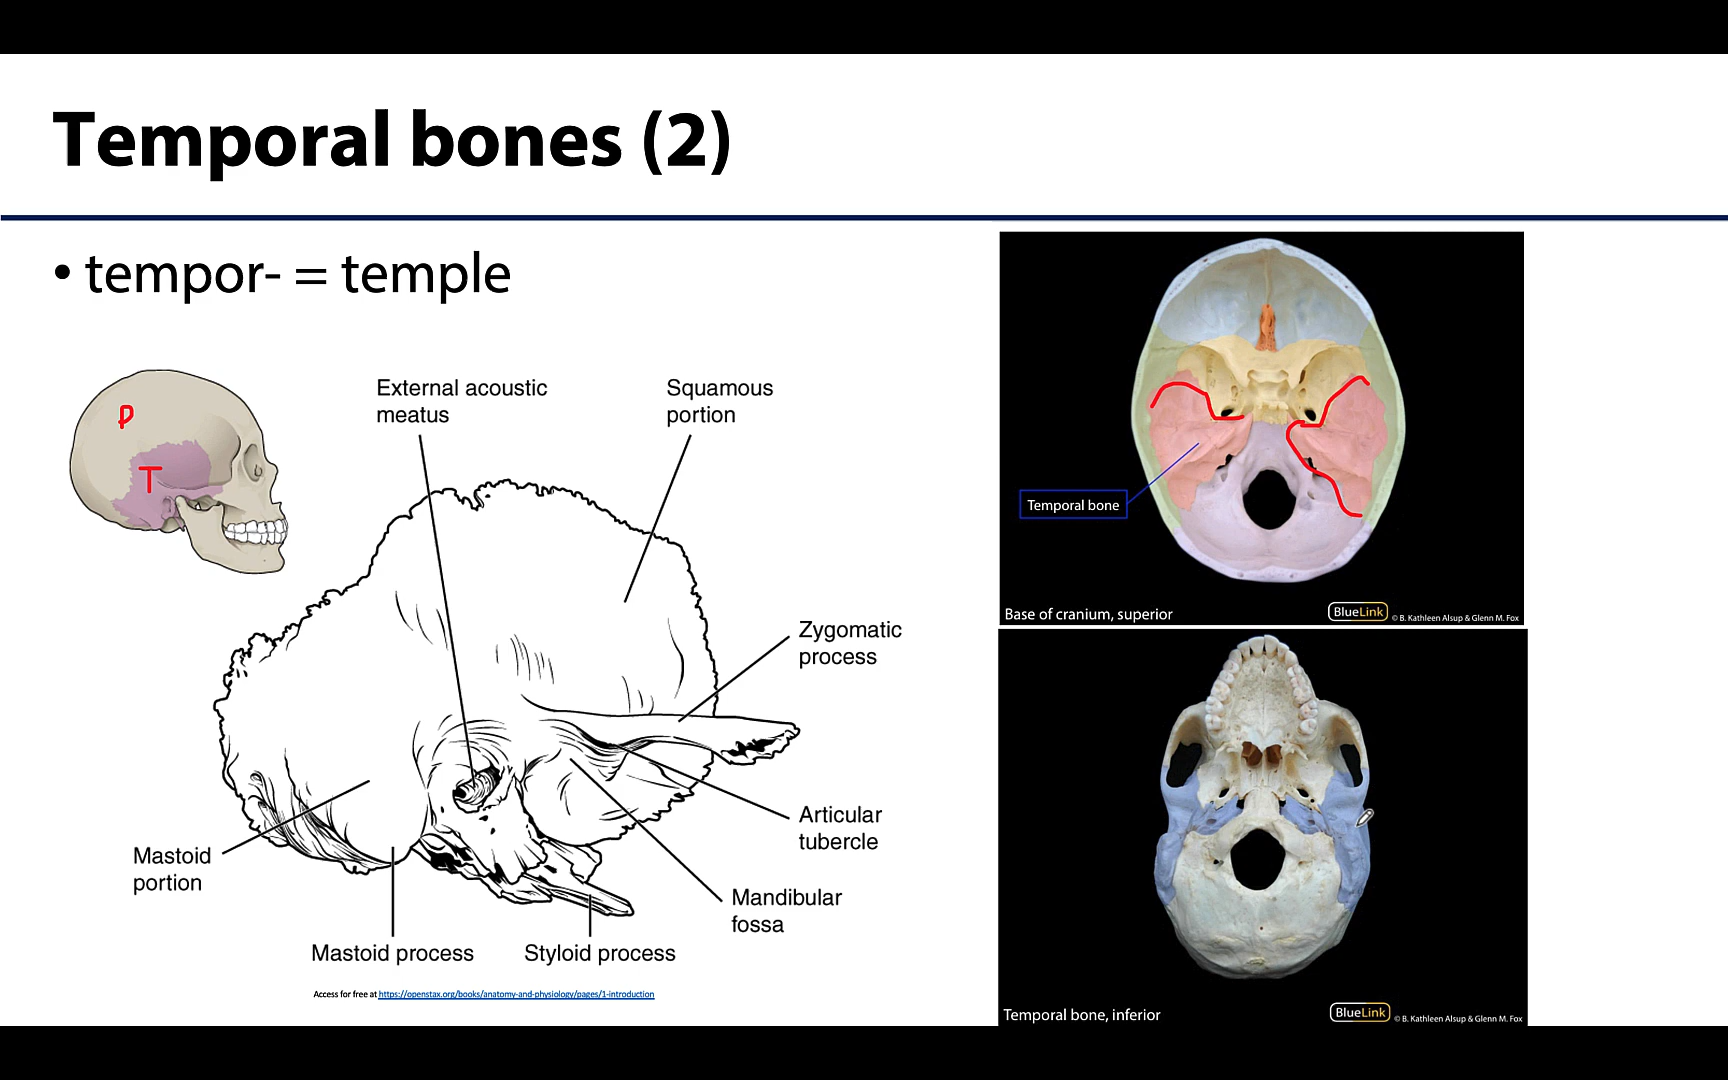 Temporal bones (2)
• tempor- = temple
P
T
External acoustic
meatus
Squamous
portion
Zygomatic
process
Articular
tubercle
Mandibular
fossa
Styloid process
Mastoid process
Mastoid
portion
Access for free at https://openstax.org/books/anatomy-and-physiology/pages/1-introduction
Temporal bone
Base of cranium, superior
BlueLink © B. Kathleen Alsup & Glenn M. Fox
Temporal bone, inferior
BlueLink © B. Kathleen Alsup & Glenn M. Fox